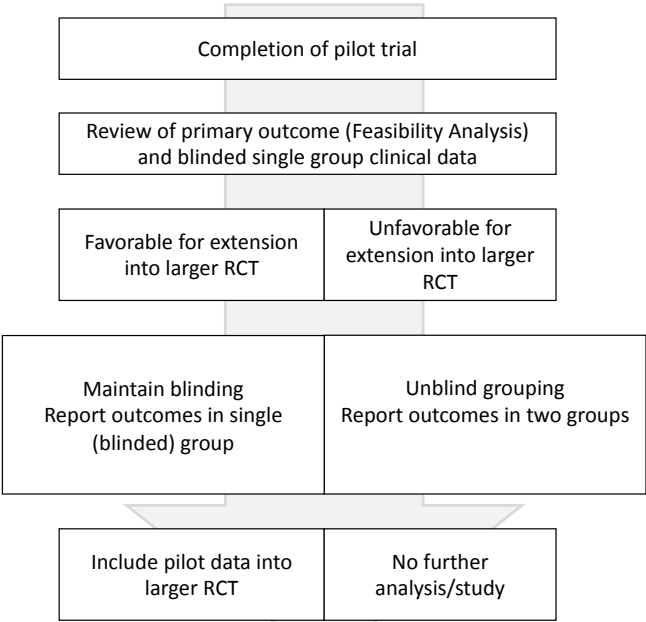 Completion of pilot trial
Review of primary outcome (Feasibility Analysis)
and blinded single group clinical data
Favorable for extension
into larger RCT
Unfavorable for
extension into larger
RCT
Maintain blinding
Report outcomes in single
(blinded) group
Unblind grouping
Report outcomes in two groups
Include pilot data into
larger RCT
No further
analysis/study